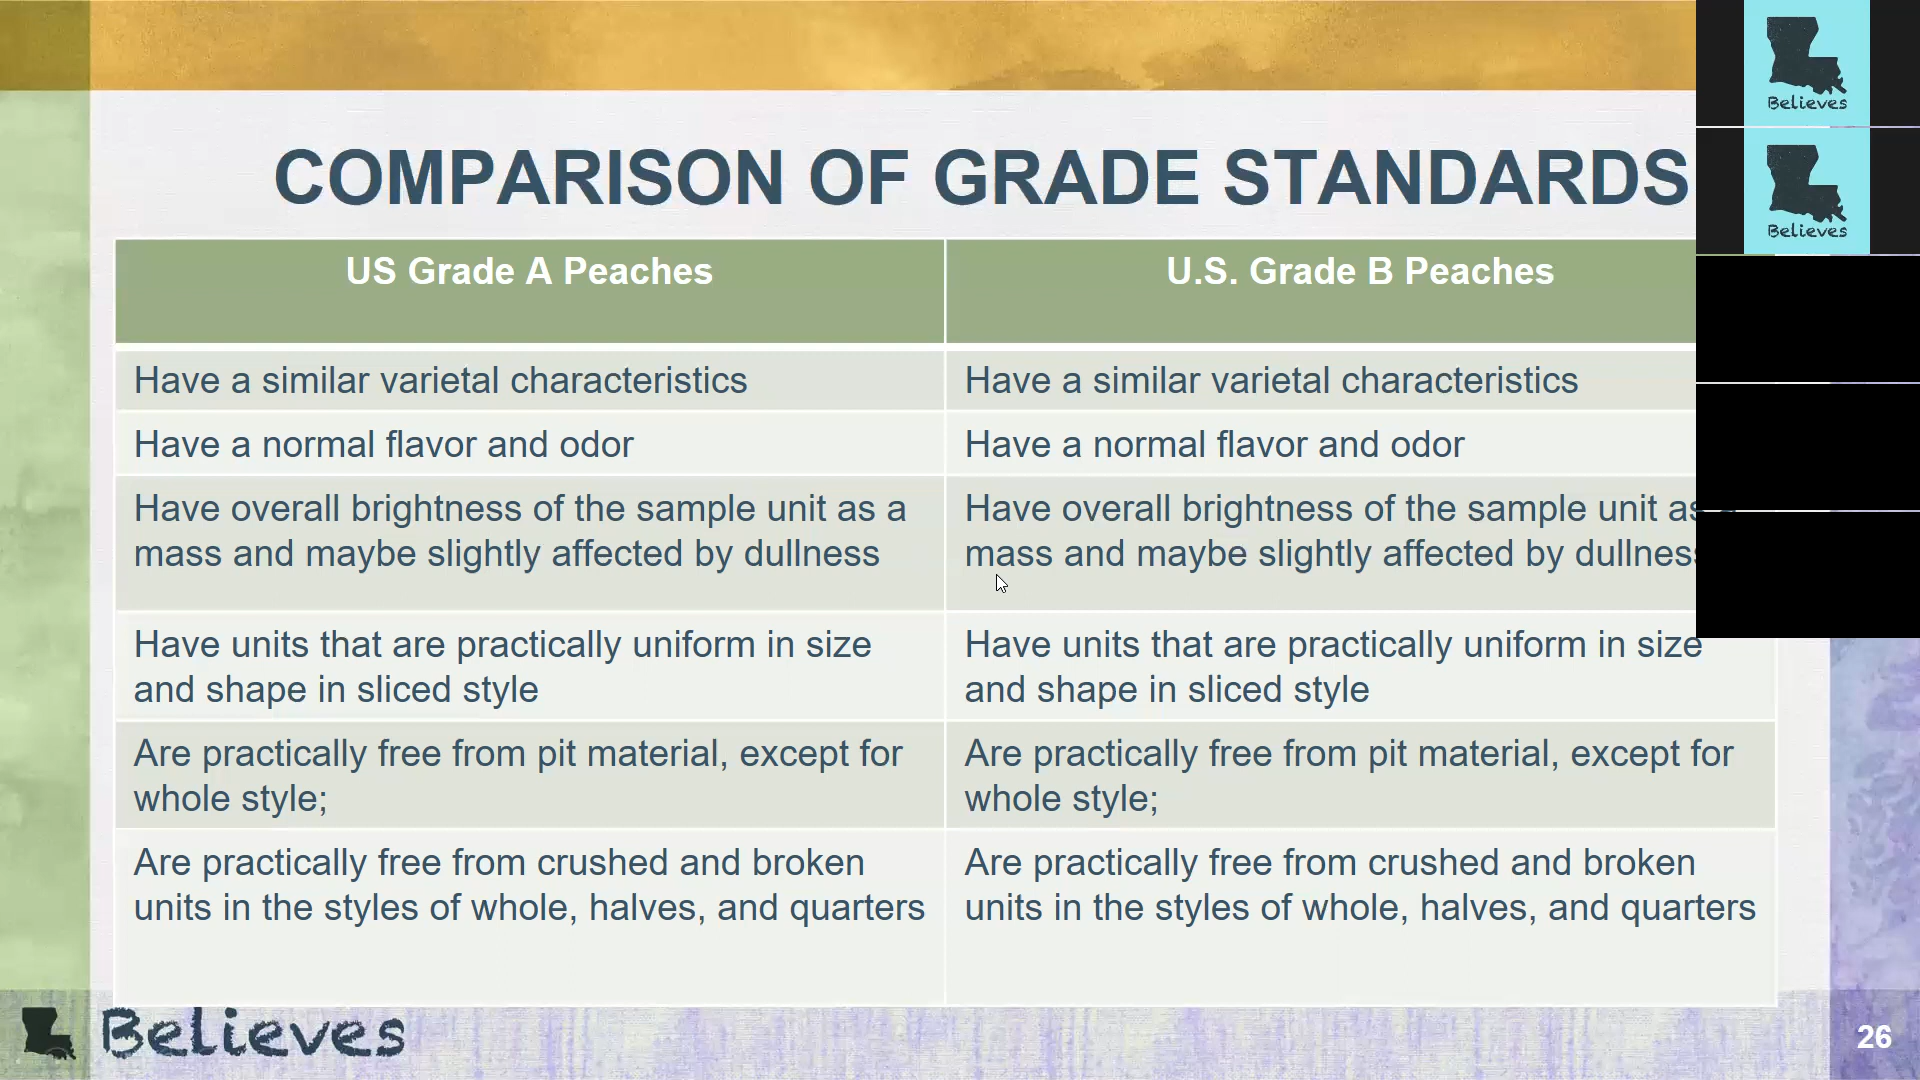 COMPARISON OF GRADE STANDARDS
US Grade A Peaches
U.S. Grade B Peaches
Have a similar varietal characteristics
Have a similar varietal characteristics
Have a normal flavor and odor
Have a normal flavor and odor
Have overall brightness of the sample unit as a
mass and maybe slightly affected by dullness
Have overall brightness of the sample unit as a
mass and maybe slightly affected by dullness
Have units that are practically uniform in size
and shape in sliced style
Have units that are practically uniform in size
and shape in sliced style
Are practically free from pit material, except for
whole style;
Are practically free from pit material, except for
whole style;
Are practically free from crushed and broken
units in the styles of whole, halves, and quarters
Are practically free from crushed and broken
units in the styles of whole, halves, and quarters
Believes
26
Believes
Believes